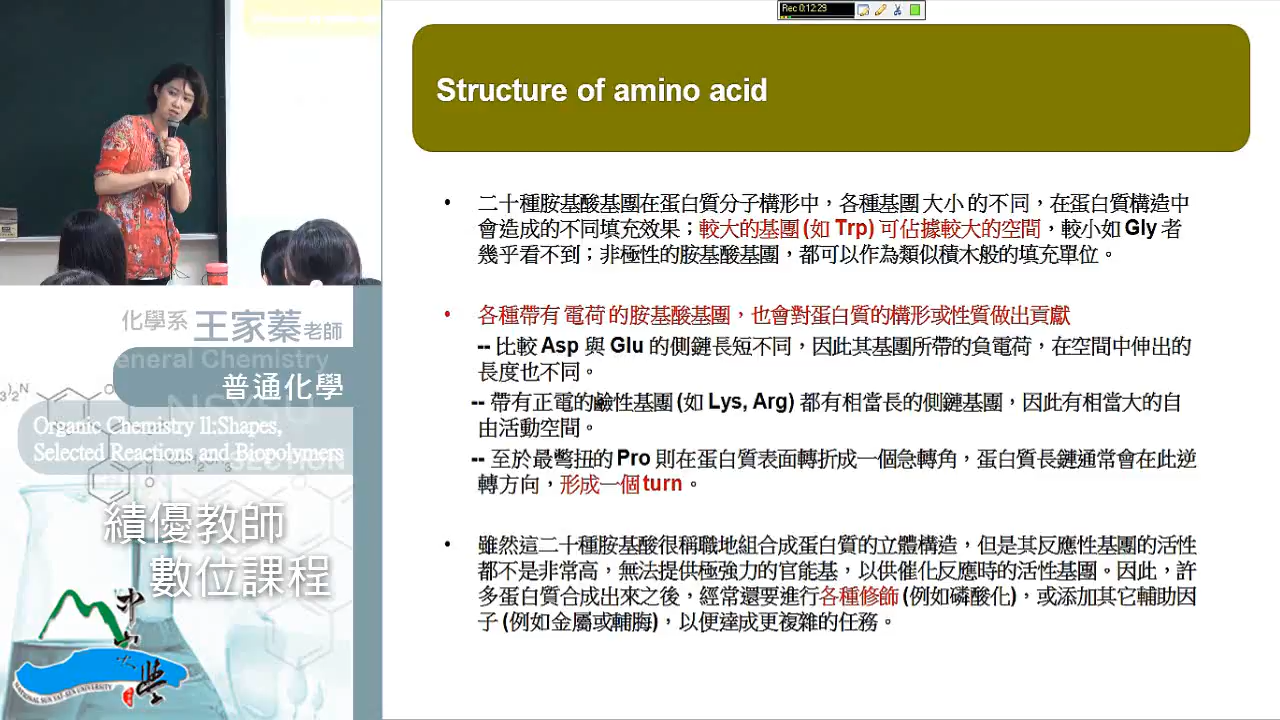 Rec 0:12:29
Structure of amino acid
• 二十種胺基酸基團在蛋白質分子構形中，各種基團 大小 的不同，在蛋白質構造中
會造成的不同填充效果；較大的基團 (如 Trp) 可佔據較大的空間，較小如 Gly 者
幾乎看不到；非極性的胺基酸基團，都可以作為類似積木般的填充單位。
• 各種帶有 電荷 的胺基酸基團，也會對蛋白質的構形或性質做出貢獻
-- 比較 Asp 與 Glu 的側鏈長短不同，因此其基團所帶的負電荷，在空間中伸出的
長度也不同。
-- 帶有正電的鹼性基團 (如 Lys, Arg) 都有相當長的側鏈基團，因此有相當大的自
由活動空間。
-- 至於最彆扭的 Pro 則在蛋白質表面轉折成一個急轉角，蛋白質長鏈通常會在此逆
轉方向，形成一個 turn。
• 雖然這二十種胺基酸很稱職地組合成蛋白質的立體構造，但是其反應性基團的活性
都不是非常高，無法提供極強力的官能基，以供催化反應時的活性基團。因此，許
多蛋白質合成出來之後，經常還要進行各種修飾 (例如磷酸化)，或添加其它輔助因
子 (例如金屬或輔脢)，以便達成更複雜的任務。
化學系 王家蓁老師
General Chemistry
普通化學
Organic Chemistry II:Shapes,
Selected Reactions and Biopolymers
SECTION
績優教師
數位課程
中山大學
NATIONAL SUN YAT-SEN UNIVERSITY